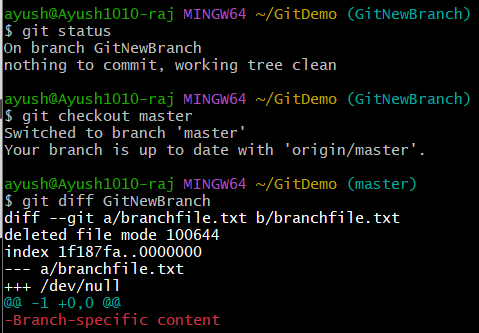 ayush@Ayush1010-raj MINGW64 ~/GitDemo (GitNewBranch)
$ git status
On branch GitNewBranch
nothing to commit, working tree clean
ayush@Ayush1010-raj MINGW64 ~/GitDemo (GitNewBranch)
$ git checkout master
Switched to branch 'master'
Your branch is up to date with 'origin/master'.
ayush@Ayush1010-raj MINGW64 ~/GitDemo (master)
$ git diff GitNewBranch
diff --git a/branchfile.txt b/branchfile.txt
deleted file mode 100644
index 1f187fa..0000000
--- a/branchfile.txt
+++ /dev/null
@@ -1 +0,0 @@
-Branch-specific content